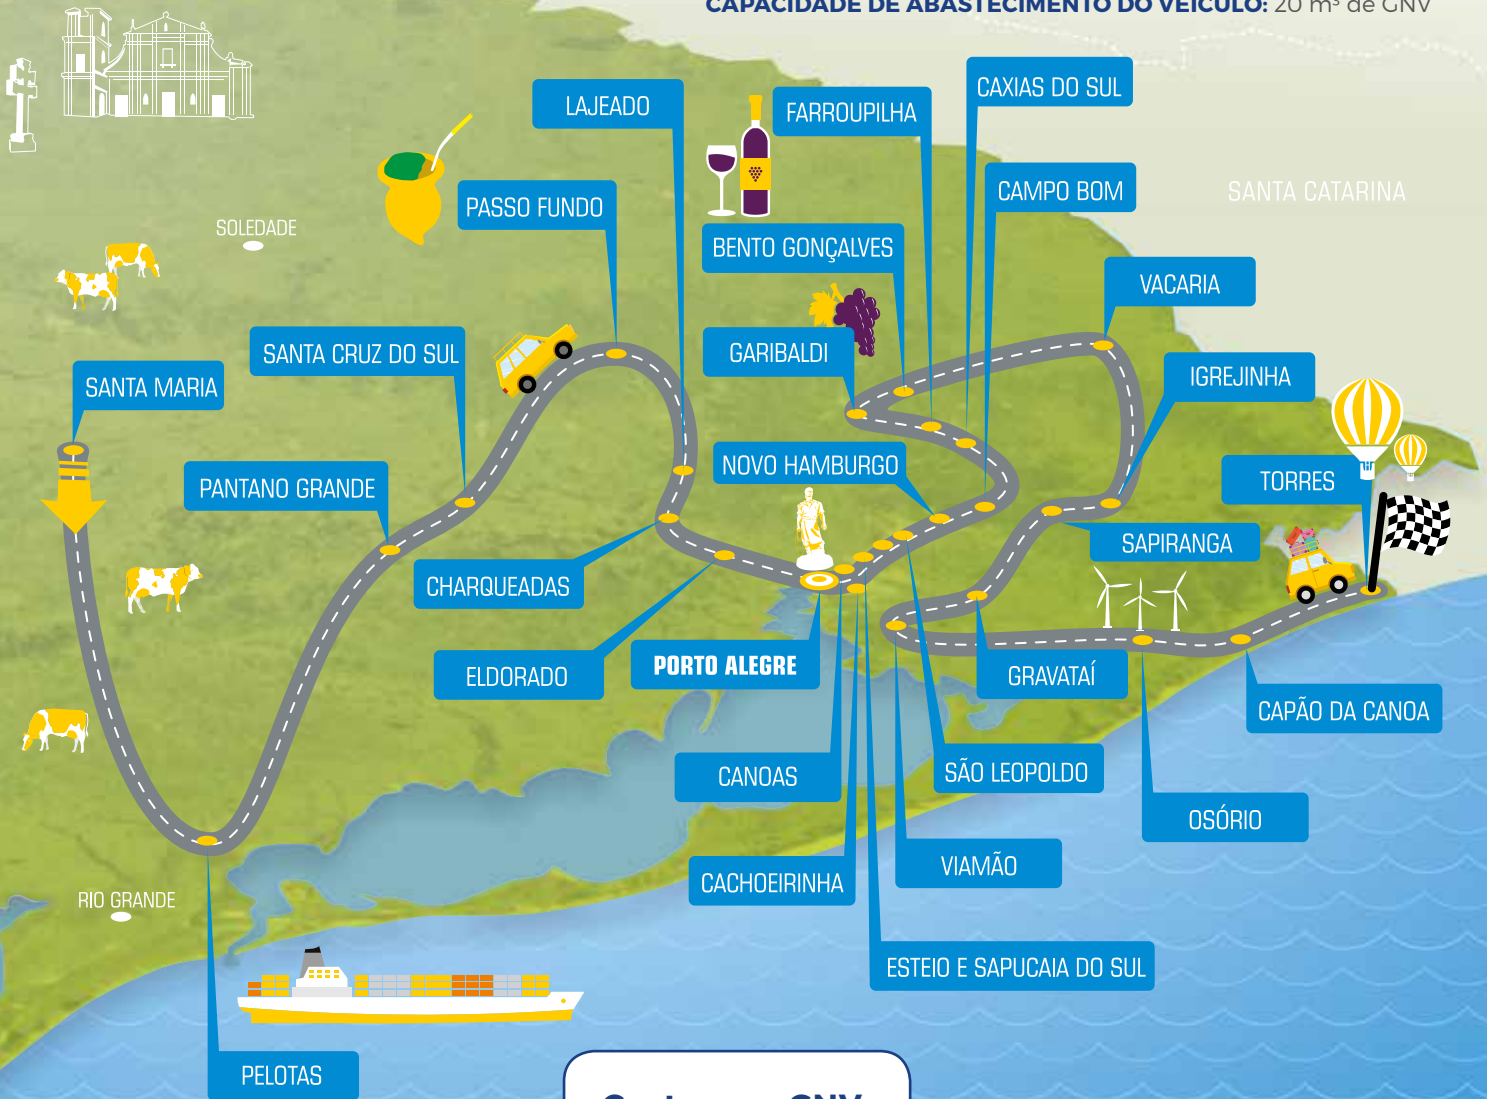 CAPACIDADE DE ABASTECIMENTO DO VEÍCULO: 20 m³ de GNV
CAXIAS DO SUL
LAJEADO
FARROUPILHA
CAMPO BOM
SANTA CATARINA
PASSO FUNDO
SOLEDADE
BENTO GONÇALVES
VACARIA
SANTA CRUZ DO SUL
GARIBALDI
IGREJINHA
SANTA MARIA
NOVO HAMBURGO
TORRES
PANTANO GRANDE
SAPIRANGA
CHARQUEADAS
PORTO ALEGRE
ELDORADO
GRAVATAÍ
CAPÃO DA CANOA
CANOAS
SÃO LEOPOLDO
OSÓRIO
VIAMÃO
CACHOEIRINHA
RIO GRANDE
ESTEIO E SAPUCAIA DO SUL
PELOTAS
GNV